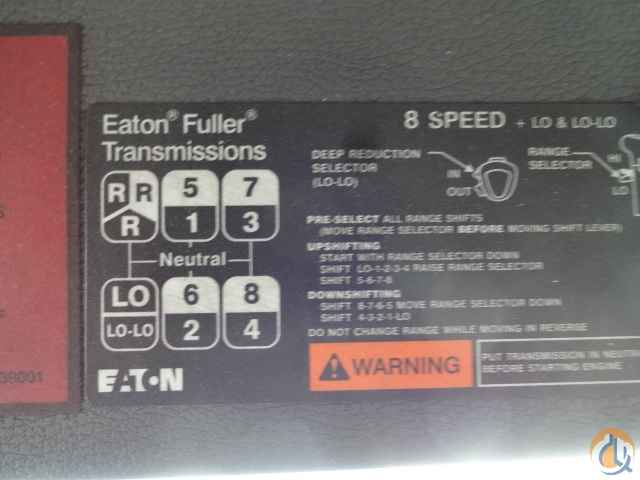 Eaton® Fuller®
Transmissions
8 SPEED + LO & LO-LO
DEEP REDUCTION
SELECTOR
(LO-LO)
IN
OUT
RANGE
SELECTOR
HI
LO
R R 5 7
R 1 3
Neutral
LO 6 8
LO-LO 2 4
PRE-SELECT ALL RANGE SHIFTS
(MOVE RANGE SELECTOR BEFORE MOVING SHIFT LEVER)
UPSHIFTING
START WITH RANGE SELECTOR DOWN
SHIFT LO-1-2-3-4 RAISE RANGE SELECTOR
SHIFT 5-6-7-8
DOWNSHIFTING
SHIFT 8-7-6-5 MOVE RANGE SELECTOR DOWN
SHIFT 4-3-2-1-LO
DO NOT CHANGE RANGE WHILE MOVING IN REVERSE
WARNING
PUT TRANSMISSION IN NEUT
BEFORE STARTING ENGINE
EATON
39001